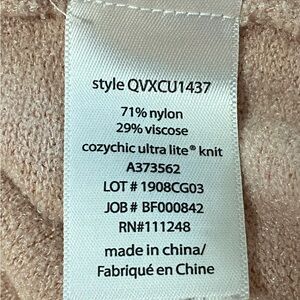 style QVXCU1437
71% nylon
29% viscose
cozychic ultra lite® knit
A373562
LOT # 1908CG03
JOB # BF000842
RN#111248
made in china/
Fabriqué en Chine